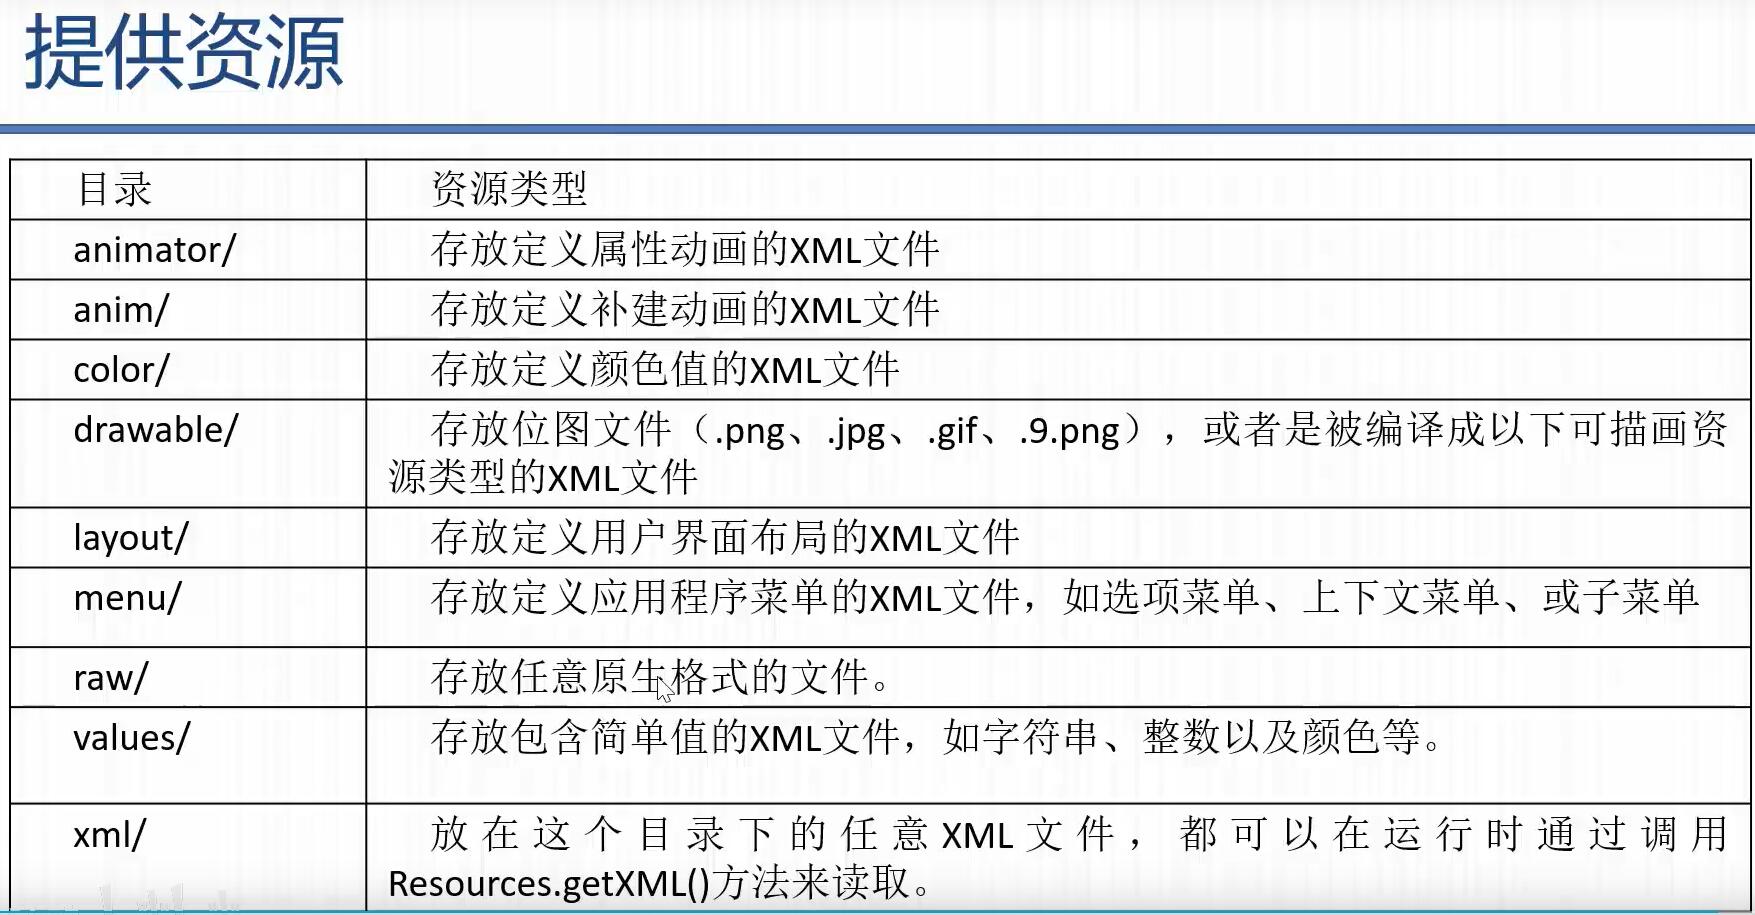 提供资源
目录 资源类型
animator/ 存放定义属性动画的XML文件
anim/ 存放定义补建动画的XML文件
color/ 存放定义颜色值的XML文件
drawable/ 存放位图文件（.png、.jpg、.gif、.9.png），或者是被编译成以下可描画资
源类型的XML文件
layout/ 存放定义用户界面布局的XML文件
menu/ 存放定义应用程序菜单的XML文件，如选项菜单、上下文菜单、或子菜单
raw/ 存放任意原生格式的文件。
values/ 存放包含简单值的XML文件，如字符串、整数以及颜色等。
xml/ 放在这个目录下的任意XML文件，都可以在运行时通过调用
Resources.getXML()方法来读取。